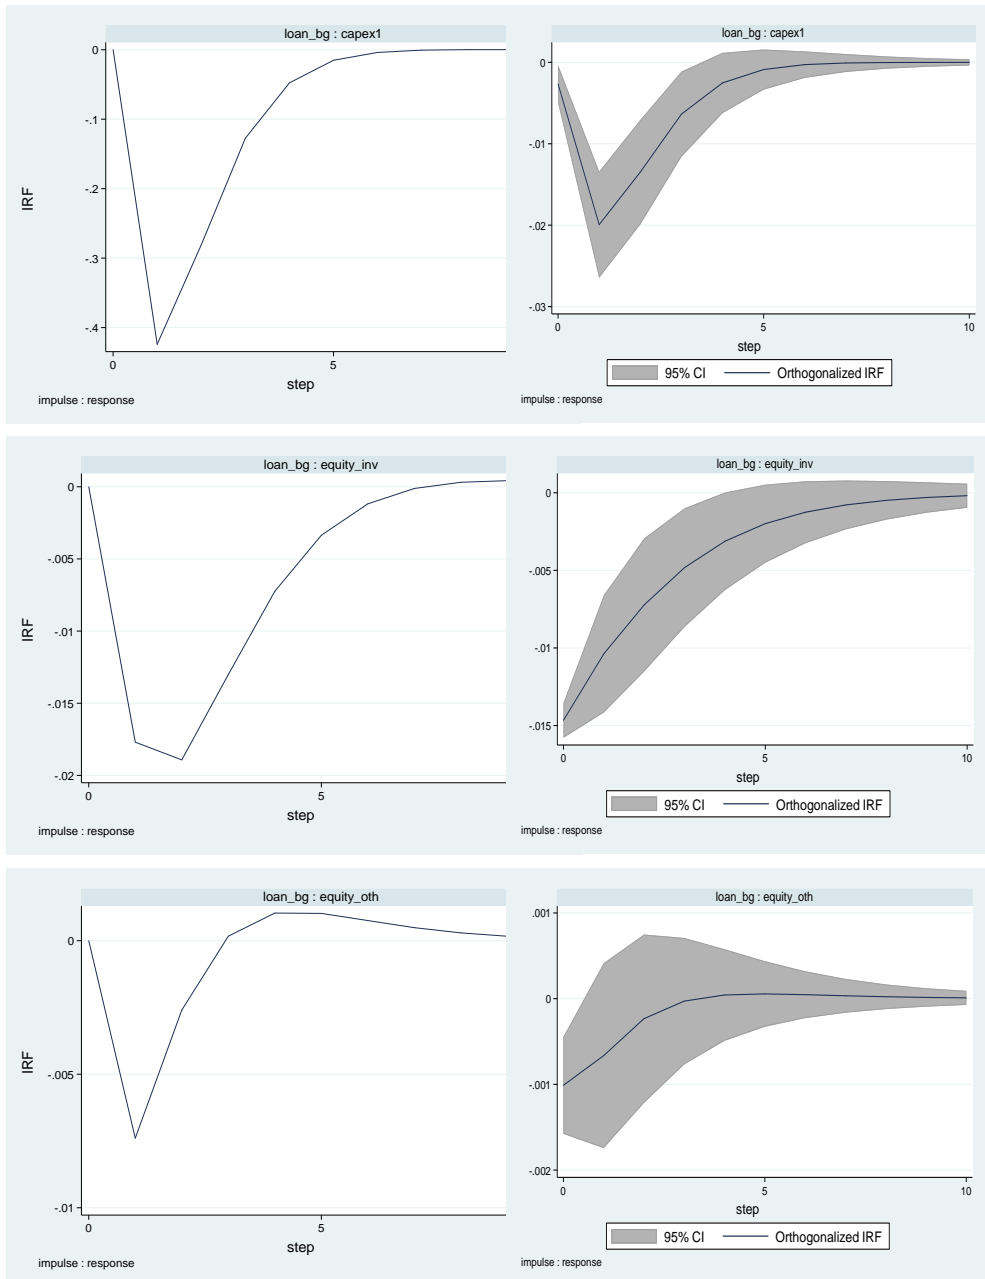 loan_bg : capex1
0
-.1
-.2
-.3
-.4
IRF
0
5
step
impulse : response
loan_bg : capex1
0
-.01
-.02
-.03
0
5
10
step
95% CI
Orthogonalized IRF
impulse : response
loan_bg : equity_inv
0
-.005
-.01
-.015
-.02
IRF
0
5
step
impulse : response
loan_bg : equity_inv
0
-.005
-.01
-.015
0
5
10
step
95% CI
Orthogonalized IRF
impulse : response
loan_bg : equity_oth
0
-.005
-.01
IRF
0
5
step
impulse : response
loan_bg : equity_oth
.001
0
-.001
-.002
0
5
10
step
95% CI
Orthogonalized IRF
impulse : response